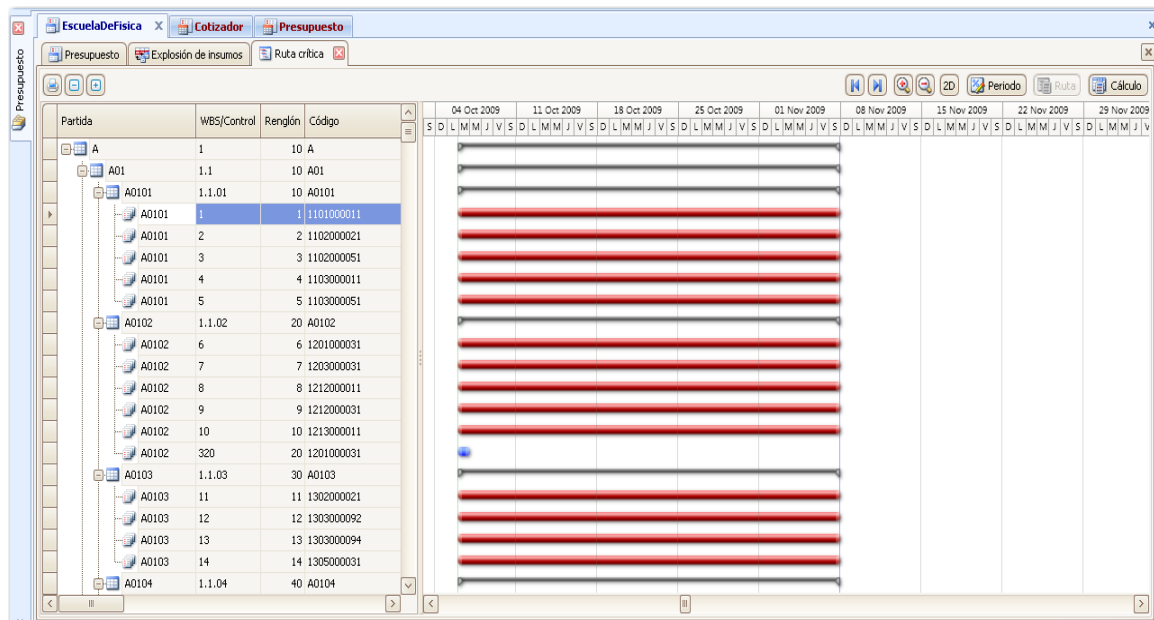 EscuelaDeFisica X Cotizador Presupuesto
Presupuesto Explosión de insumos Ruta crítica
Presupuesto
2D Periodo Ruta Cálculo
Partida WBS/Control Renglón Código
04 Oct 2009 11 Oct 2009 18 Oct 2009 25 Oct 2009 01 Nov 2009 08 Nov 2009 15 Nov 2009 22 Nov 2009 29 Nov 2009
S D L M M J V S D L M M J V S D L M M J V S D L M M J V S D L M M J V S D L M M J V S D L M M J V S D L M M J V S D L M M J V
A 1 10 A
A01 1.1 10 A01
A0101 1.1.01 10 A0101
A0101 1 1 1101000011
A0101 2 2 1102000021
A0101 3 3 1102000051
A0101 4 4 1103000011
A0101 5 5 1103000051
A0102 1.1.02 20 A0102
A0102 6 6 1201000031
A0102 7 7 1203000031
A0102 8 8 1212000011
A0102 9 9 1212000031
A0102 10 10 1213000011
A0102 320 20 1201000031
A0103 1.1.03 30 A0103
A0103 11 11 1302000021
A0103 12 12 1303000092
A0103 13 13 1303000094
A0103 14 14 1305000031
A0104 1.1.04 40 A0104